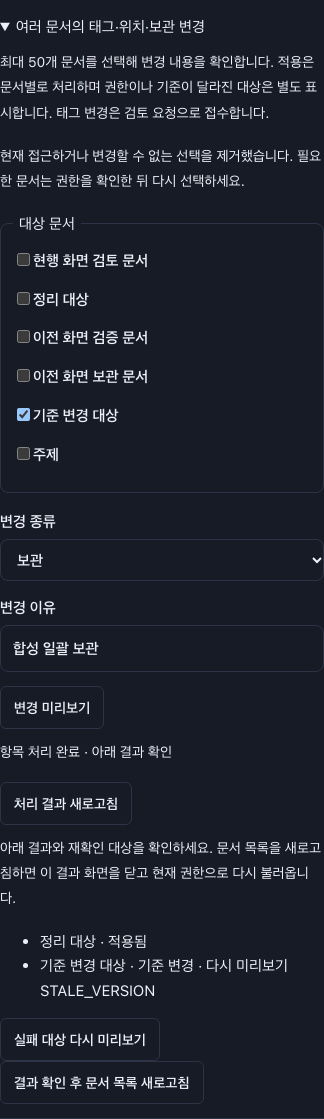 ▼ 여러 문서의 태그·위치·보관 변경
최대 50개 문서를 선택해 변경 내용을 확인합니다. 적용은
문서별로 처리하며 권한이나 기준이 달라진 대상은 별도 표
시합니다. 태그 변경은 검토 요청으로 접수합니다.
현재 접근하거나 변경할 수 없는 선택을 제거했습니다. 필요
한 문서는 권한을 확인한 뒤 다시 선택하세요.
대상 문서
현행 화면 검토 문서
정리 대상
이전 화면 검증 문서
이전 화면 보관 문서
기준 변경 대상
주제
변경 종류
보관
변경 이유
합성 일괄 보관
변경 미리보기
항목 처리 완료 · 아래 결과 확인
처리 결과 새로고침
아래 결과와 재확인 대상을 확인하세요. 문서 목록을 새로고
침하면 이 결과 화면을 닫고 현재 권한으로 다시 불러옵니
다.
• 정리 대상 · 적용됨
• 기준 변경 대상 · 기준 변경 · 다시 미리보기
STALE_VERSION
실패 대상 다시 미리보기
결과 확인 후 문서 목록 새로고침